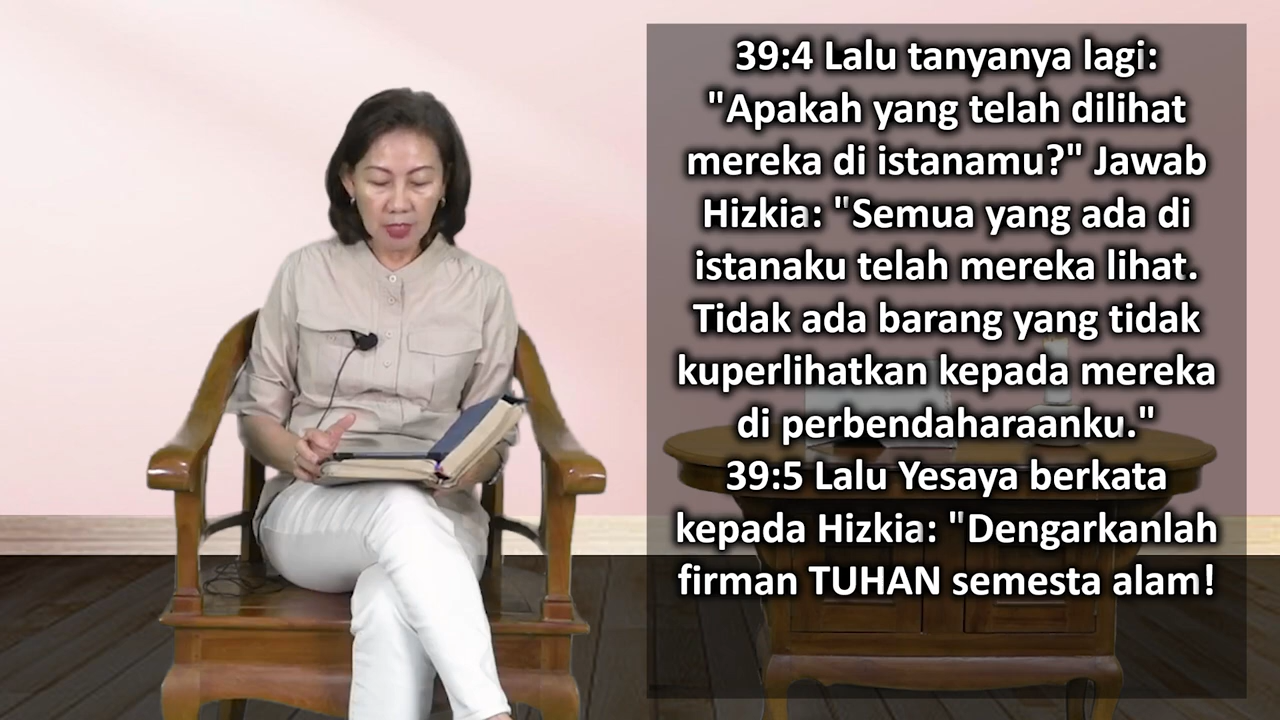 39:4 Lalu tanyanya lagi:
"Apakah yang telah dilihat
mereka di istanamu?" Jawab
Hizkia: "Semua yang ada di
istanaku telah mereka lihat.
Tidak ada barang yang tidak
kuperlihatkan kepada mereka
di perbendaharaanku."
39:5 Lalu Yesaya berkata
kepada Hizkia: "Dengarkanlah
firman TUHAN semesta alam!